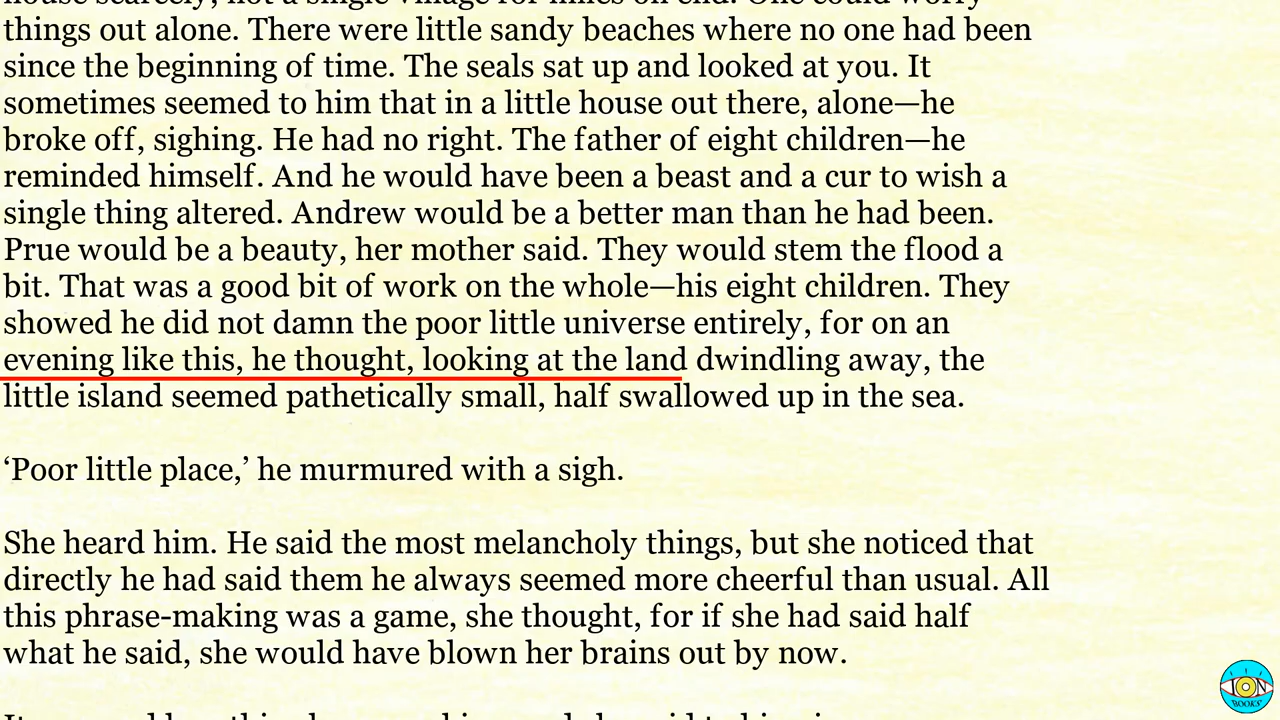 house scarcely, not a single village for miles on end. One could worry
things out alone. There were little sandy beaches where no one had been
since the beginning of time. The seals sat up and looked at you. It
sometimes seemed to him that in a little house out there, alone—he
broke off, sighing. He had no right. The father of eight children—he
reminded himself. And he would have been a beast and a cur to wish a
single thing altered. Andrew would be a better man than he had been.
Prue would be a beauty, her mother said. They would stem the flood a
bit. That was a good bit of work on the whole—his eight children. They
showed he did not damn the poor little universe entirely, for on an
evening like this, he thought, looking at the land dwindling away, the
little island seemed pathetically small, half swallowed up in the sea.
‘Poor little place,’ he murmured with a sigh.
She heard him. He said the most melancholy things, but she noticed that
directly he had said them he always seemed more cheerful than usual. All
this phrase-making was a game, she thought, for if she had said half
what he said, she would have blown her brains out by now.
ION
BOOKS